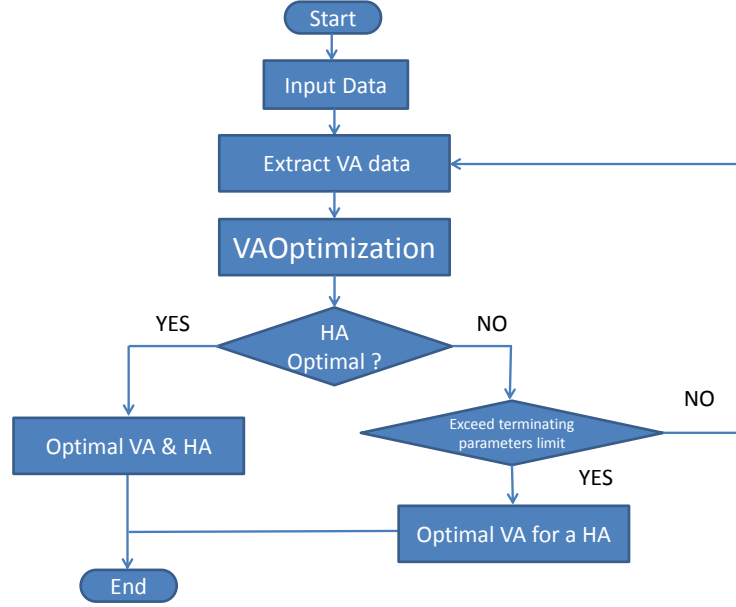 Start
Input Data
Extract VA data
VAOptimization
YES
HA
Optimal ?
NO
Optimal VA & HA
Exceed terminating
parameters limit
NO
YES
Optimal VA for a HA
End